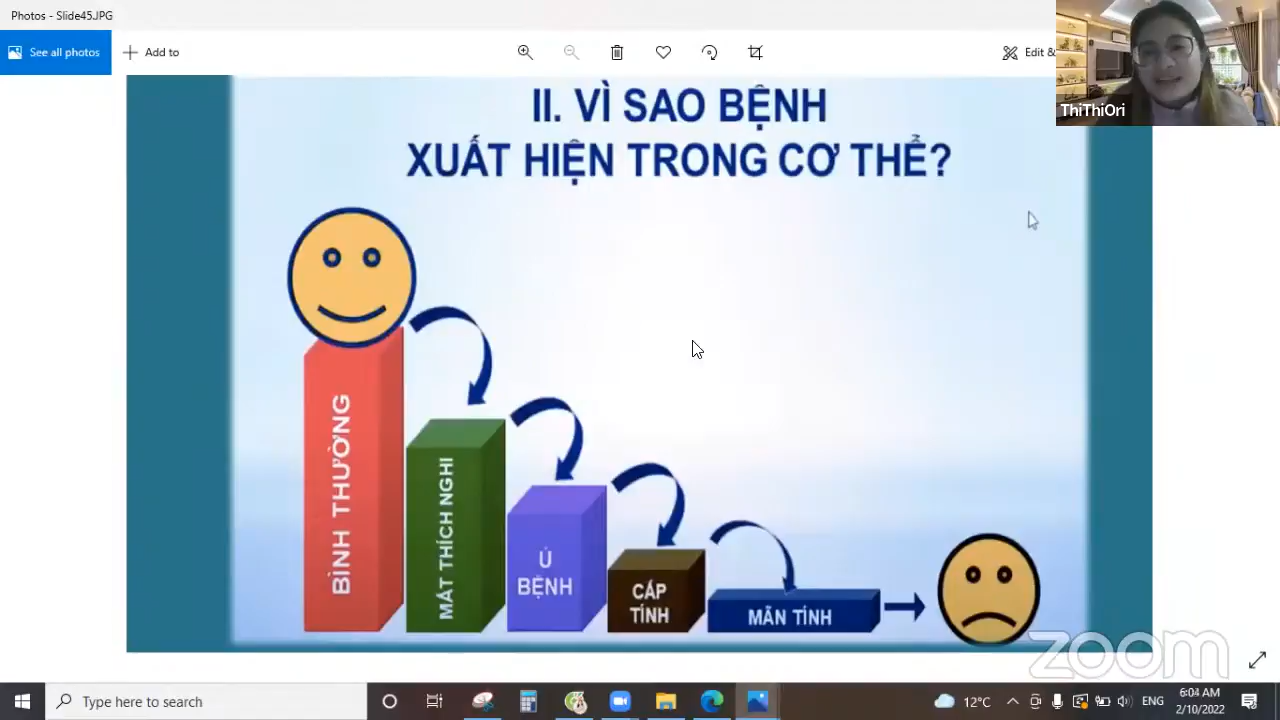 Photos - Slide45.JPG
See all photos
Add to
Edit &
ThiThiOri
II. VÌ SAO BỆNH
XUẤT HIỆN TRONG CƠ THỂ?
BÌNH THƯỜNG
MẤT THÍCH NGHI
Ủ
BỆNH
CẤP
TÍNH
MÃN TÍNH
zoom
Type here to search
12°C
ENG
6:04 AM
2/10/2022